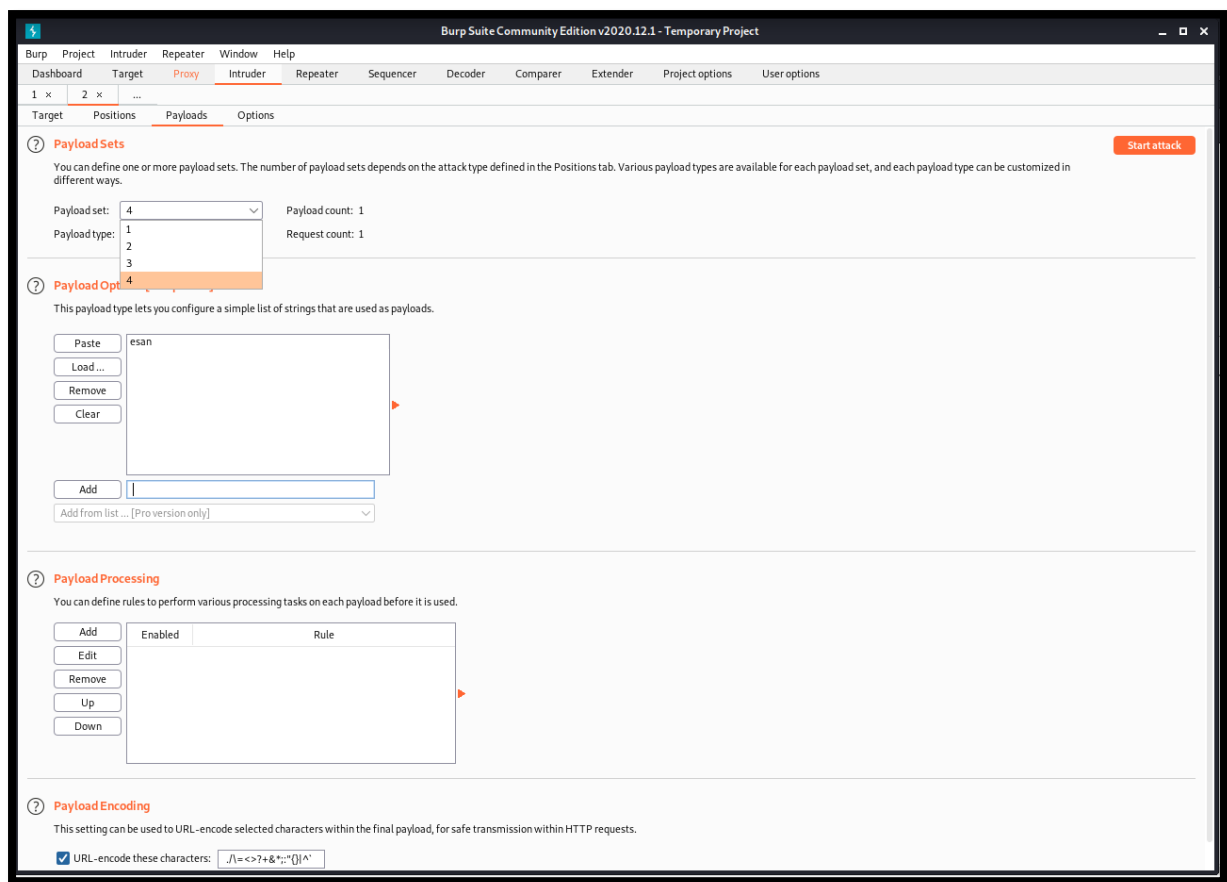 Burp Suite Community Edition v2020.12.1 - Temporary Project
Burp Project Intruder Repeater Window Help
Dashboard Target Proxy Intruder Repeater Sequencer Decoder Comparer Extender Project options User options
1 × 2 × ...
Target Positions Payloads Options
? Payload Sets Start attack
You can define one or more payload sets. The number of payload sets depends on the attack type defined in the Positions tab. Various payload types are available for each payload set, and each payload type can be customized in
different ways.
Payload set: 4 Payload count: 1
Payload type: Request count: 1
1
2
3
4
? Payload
This payload type lets you configure a simple list of strings that are used as payloads.
Paste esan
Load ...
Remove
Clear
Add
Add from list ... [Pro version only]
? Payload Processing
You can define rules to perform various processing tasks on each payload before it is used.
Add Enabled Rule
Edit
Remove
Up
Down
? Payload Encoding
This setting can be used to URL-encode selected characters within the final payload, for safe transmission within HTTP requests.
URL-encode these characters: ./\=<>?+&*;:"{}|^`